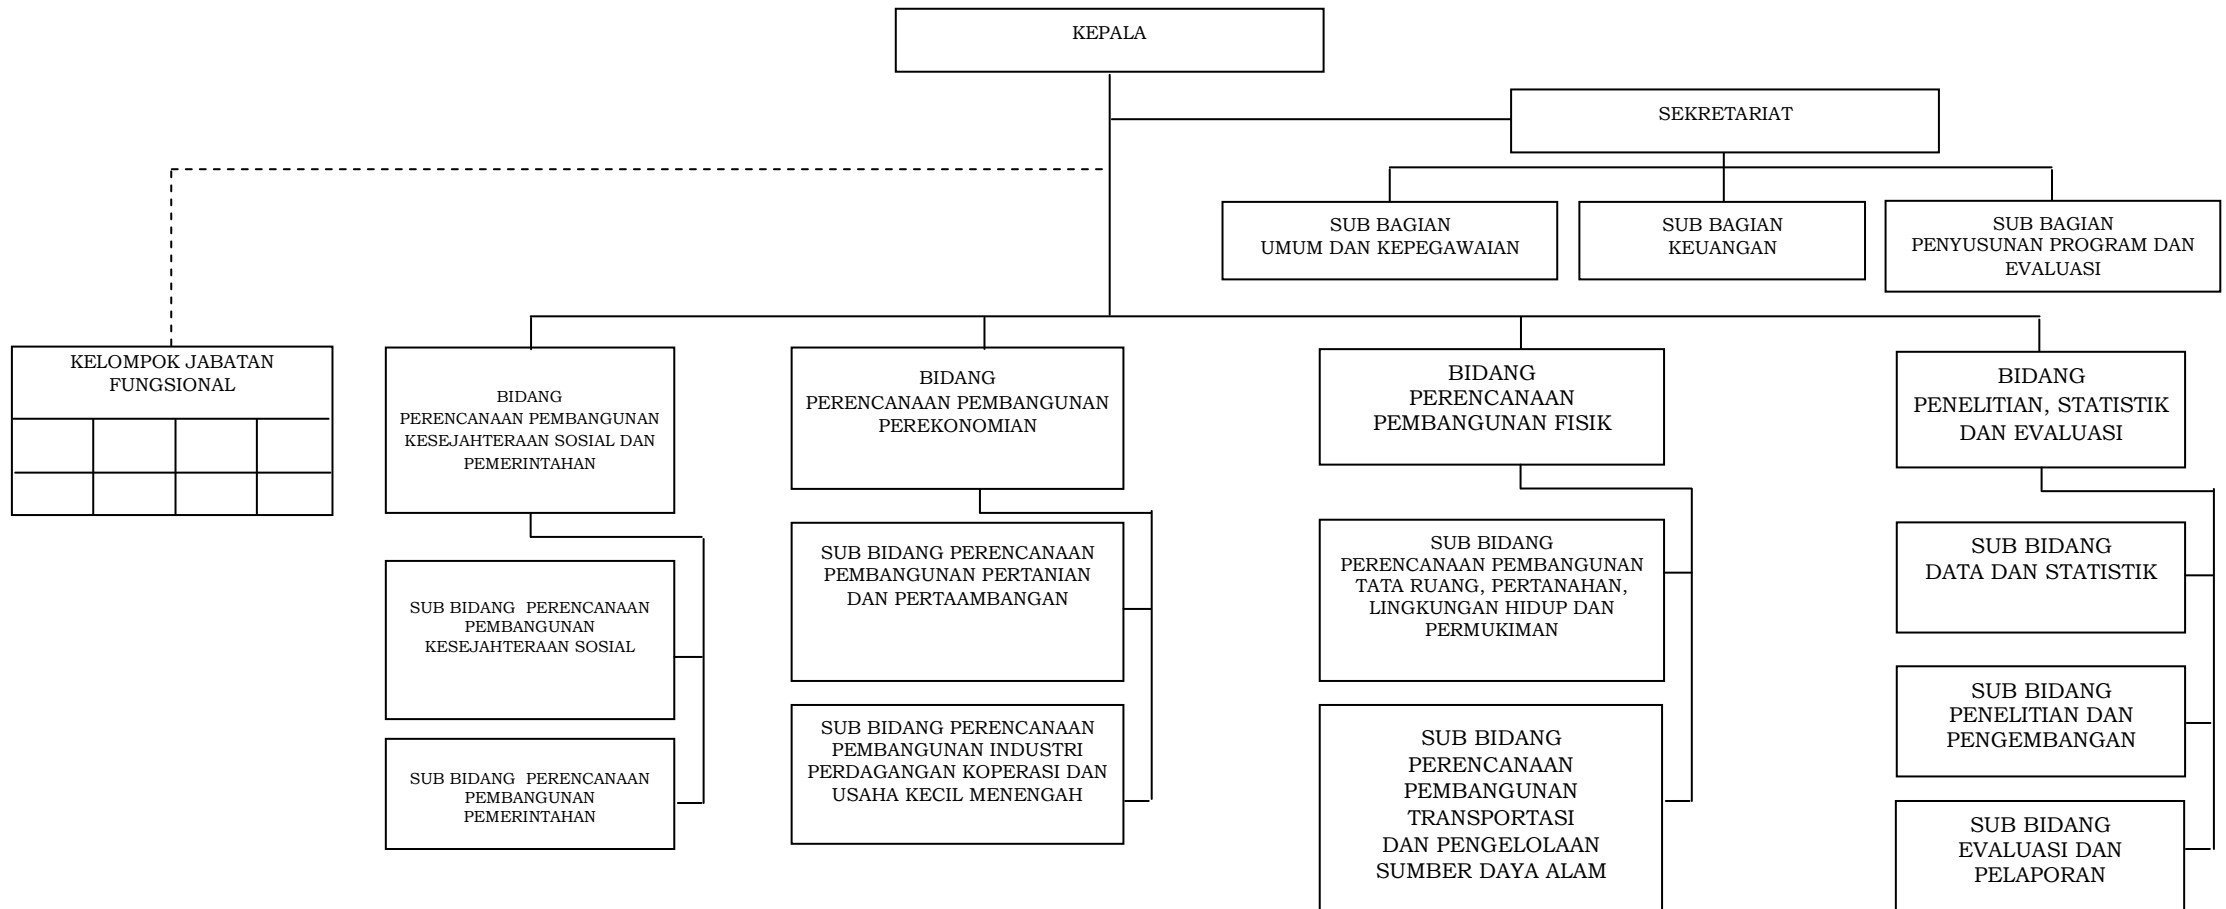 KEPALA
SEKRETARIAT
SUB BAGIAN
UMUM DAN KEPEGAWAIAN
SUB BAGIAN
KEUANGAN
SUB BAGIAN
PENYUSUNAN PROGRAM DAN
EVALUASI
KELOMPOK JABATAN
FUNGSIONAL
BIDANG
PERENCANAAN PEMBANGUNAN
KESEJAHTERAAN SOSIAL DAN
PEMERINTAHAN
SUB BIDANG PERENCANAAN
PEMBANGUNAN
KESEJAHTERAAN SOSIAL
SUB BIDANG PERENCANAAN
PEMBANGUNAN
PEMERINTAHAN
BIDANG
PERENCANAAN PEMBANGUNAN
PEREKONOMIAN
SUB BIDANG PERENCANAAN
PEMBANGUNAN PERTANIAN
DAN PERTAAMBANGAN
SUB BIDANG PERENCANAAN
PEMBANGUNAN INDUSTRI
PERDAGANGAN KOPERASI DAN
USAHA KECIL MENENGAH
BIDANG
PERENCANAAN
PEMBANGUNAN FISIK
SUB BIDANG
PERENCANAAN PEMBANGUNAN
TATA RUANG, PERTANAHAN,
LINGKUNGAN HIDUP DAN
PERMUKIMAN
SUB BIDANG
PERENCANAAN
PEMBANGUNAN
TRANSPORTASI
DAN PENGELOLAAN
SUMBER DAYA ALAM
BIDANG
PENELITIAN, STATISTIK
DAN EVALUASI
SUB BIDANG
DATA DAN STATISTIK
SUB BIDANG
PENELITIAN DAN
PENGEMBANGAN
SUB BIDANG
EVALUASI DAN
PELAPORAN